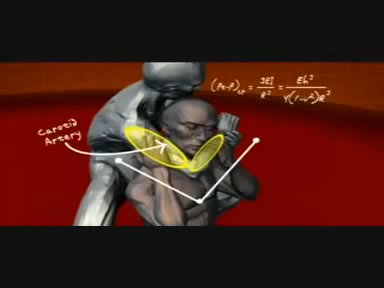 (Pe-P)cr = 3EI/R³ = Eh³/4(1-ν²)R³
Carotid
Artery